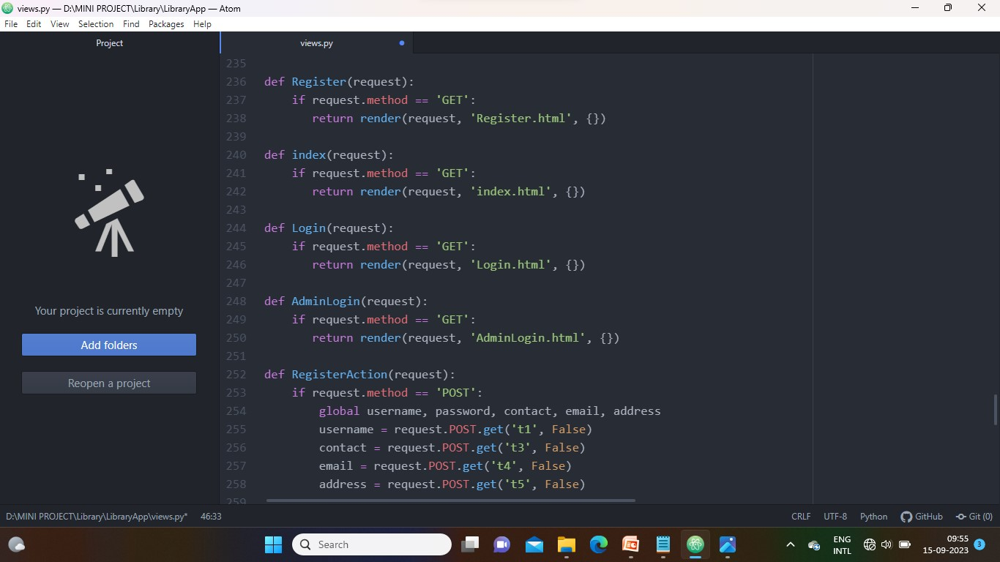 views.py — D:\MINI PROJECT\Library\LibraryApp — Atom
File Edit View Selection Find Packages Help
Project
views.py
235
236 def Register(request):
237 if request.method == 'GET':
238 return render(request, 'Register.html', {})
239
240 def index(request):
241 if request.method == 'GET':
242 return render(request, 'index.html', {})
243
244 def Login(request):
245 if request.method == 'GET':
246 return render(request, 'Login.html', {})
247
248 def AdminLogin(request):
249 if request.method == 'GET':
250 return render(request, 'AdminLogin.html', {})
251
252 def RegisterAction(request):
253 if request.method == 'POST':
254 global username, password, contact, email, address
255 username = request.POST.get('t1', False)
256 contact = request.POST.get('t3', False)
257 email = request.POST.get('t4', False)
258 address = request.POST.get('t5', False)
259
Your project is currently empty
Add folders
Reopen a project
D:\MINI PROJECT\Library\LibraryApp\views.py* 46:33
CRLF UTF-8 Python GitHub Git (0)
Search
ENG
INTL
09:55
15-09-2023
3